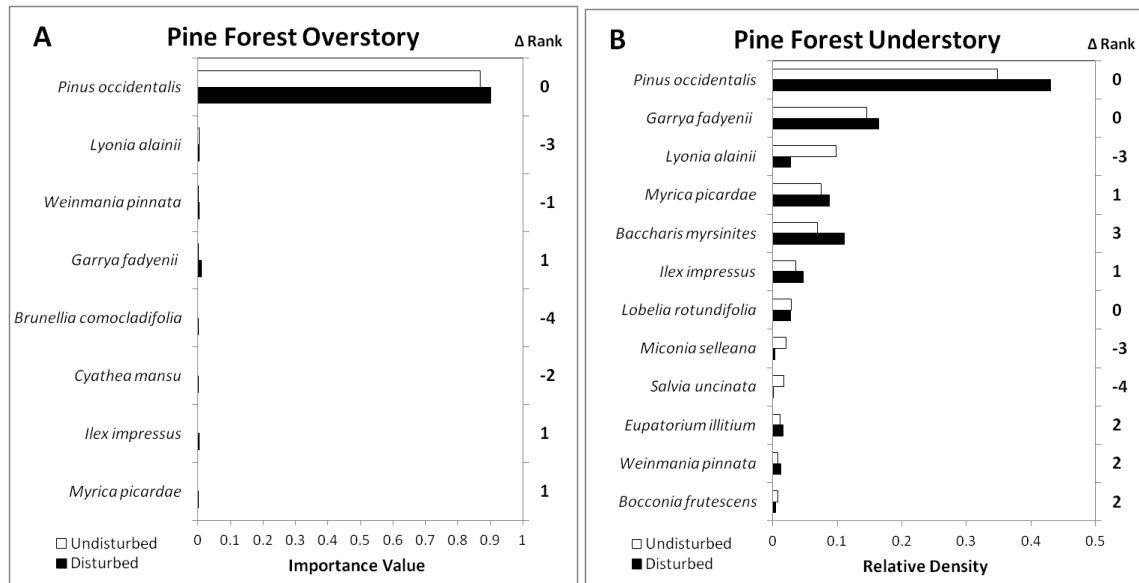 A
Pine Forest Overstory
Δ Rank
Pinus occidentalis
0
Lyonia alainii
-3
Weinmania pinnata
-1
Garrya fadyenii
1
Brunellia comocladifolia
-4
Cyathea mansu
-2
Ilex impressus
1
Myrica picardae
1
Undisturbed
Disturbed
0 0.1 0.2 0.3 0.4 0.5 0.6 0.7 0.8 0.9 1
Importance Value
B
Pine Forest Understory
Δ Rank
Pinus occidentalis
0
Garrya fadyenii
0
Lyonia alainii
-3
Myrica picardae
1
Baccharis myrsinites
3
Ilex impressus
1
Lobelia rotundifolia
0
Miconia selleana
-3
Salvia uncinata
-4
Eupatorium illitium
2
Weinmania pinnata
2
Bocconia frutescens
2
Undisturbed
Disturbed
0 0.1 0.2 0.3 0.4 0.5
Relative Density